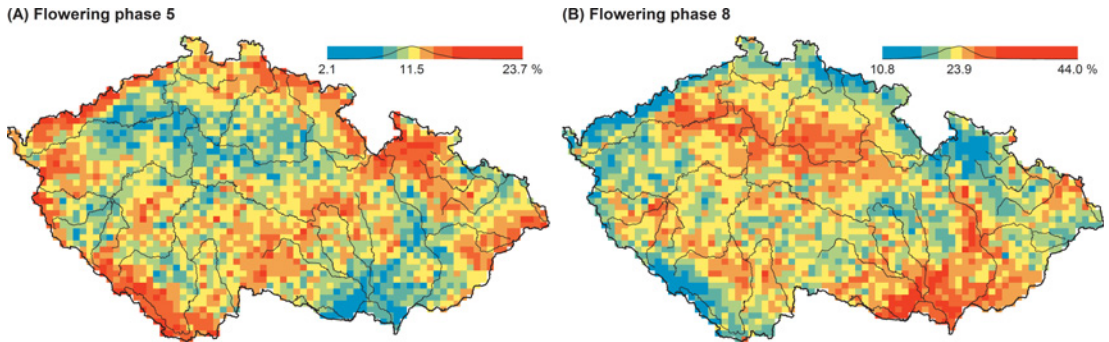 (A) Flowering phase 5
2.1 11.5 23.7 %
(B) Flowering phase 8
10.8 23.9 44.0 %